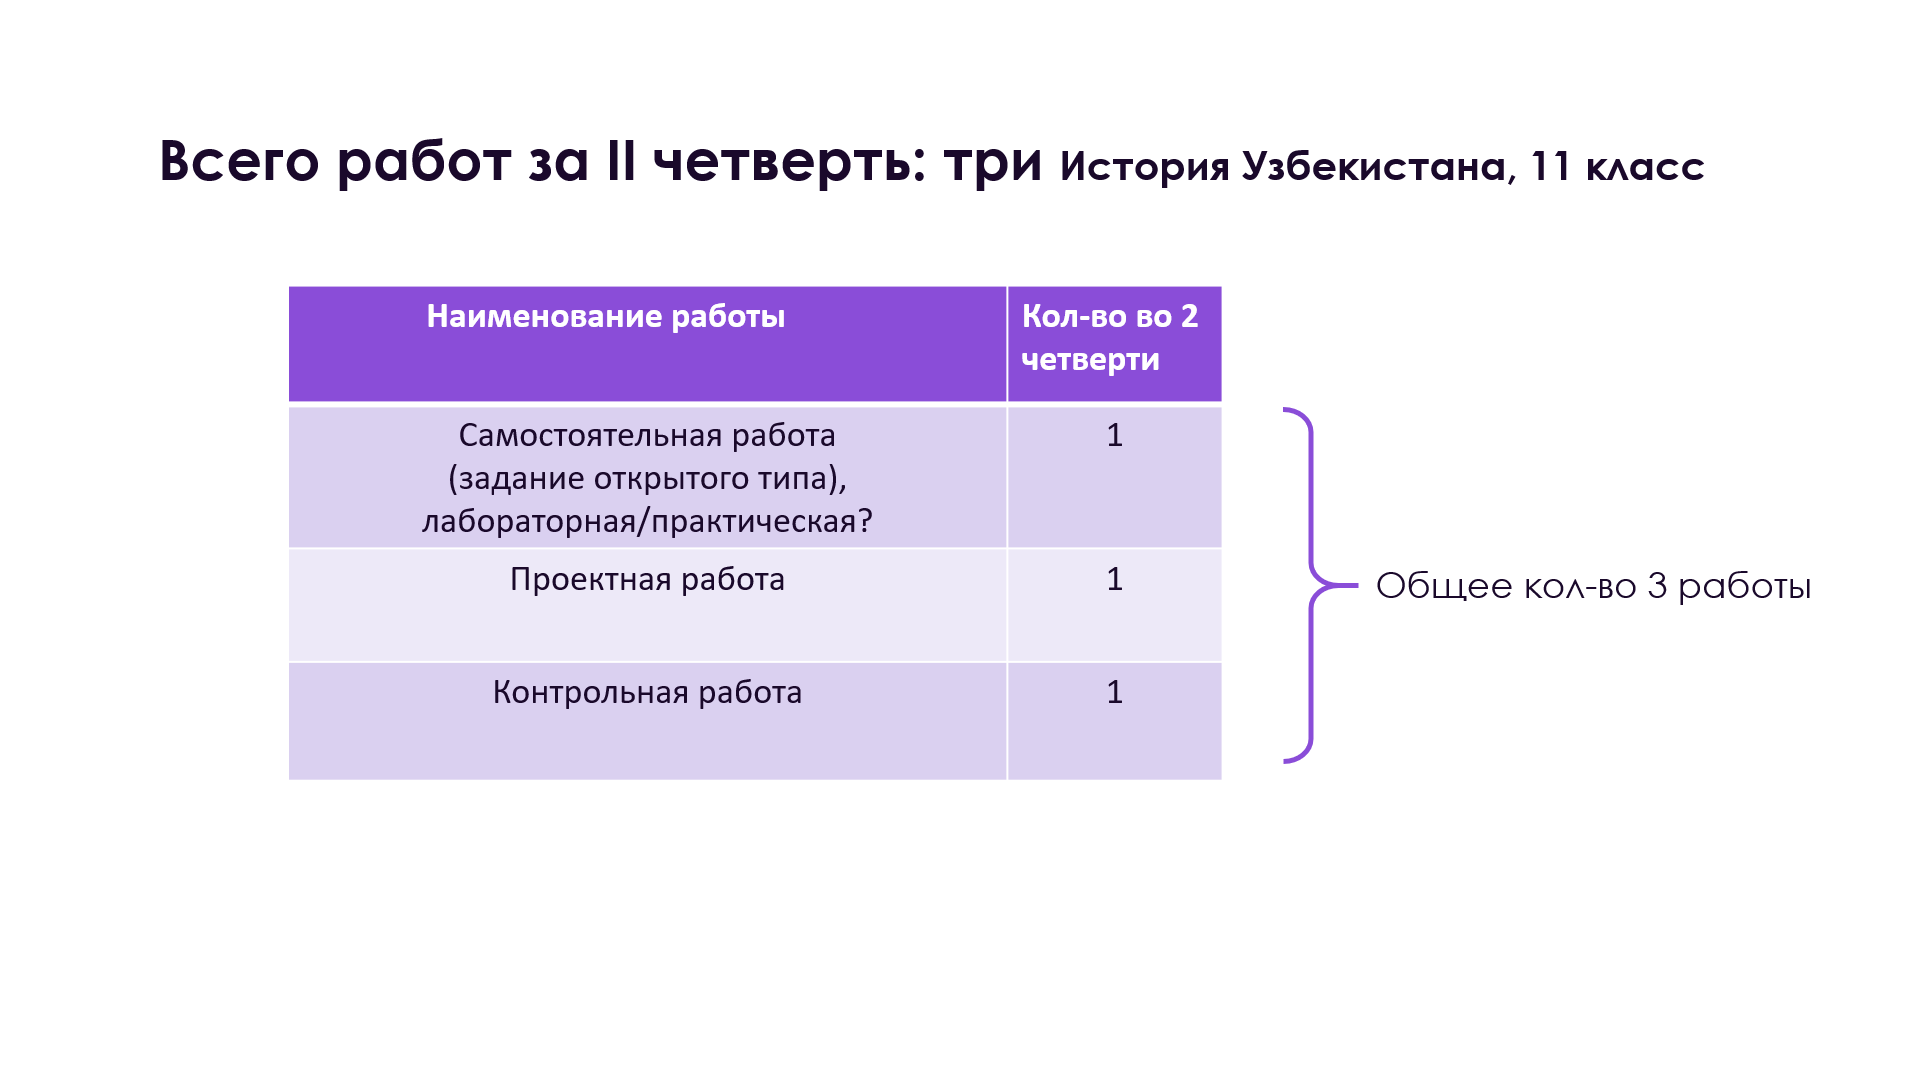 Всего работ за II четверть: три История Узбекистана, 11 класс
Наименование работы
Кол-во во 2
четверти
Самостоятельная работа
(задание открытого типа),
лабораторная/практическая?
1
Проектная работа
1
Контрольная работа
1
Общее кол-во 3 работы